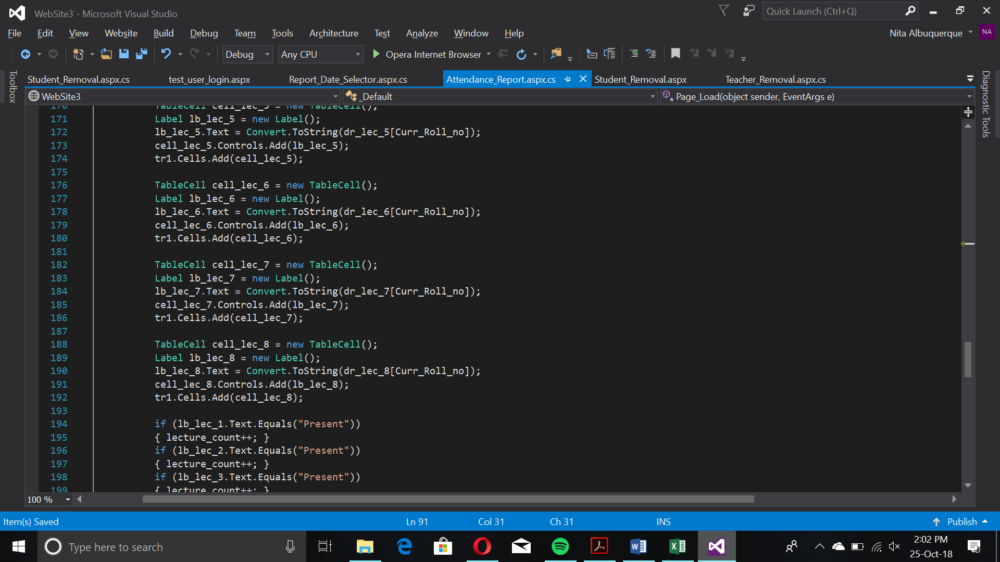 WebSite3 - Microsoft Visual Studio
Quick Launch (Ctrl+Q)
File Edit View Website Build Debug Team Tools Architecture Test Analyze Window Help
Nita Albuquerque NA
Debug Any CPU Opera Internet Browser
Toolbox
Student_Removal.aspx.cs test_user_login.aspx Report_Date_Selector.aspx.cs Attendance_Report.aspx.cs Student_Removal.aspx Teacher_Removal.aspx.cs
Diagnostic Tools
WebSite3 _Default Page_Load(object sender, EventArgs e)
170 TableCell cell_lec_5 = new TableCell();
171 Label lb_lec_5 = new Label();
172 lb_lec_5.Text = Convert.ToString(dr_lec_5[Curr_Roll_no]);
173 cell_lec_5.Controls.Add(lb_lec_5);
174 tr1.Cells.Add(cell_lec_5);
175
176 TableCell cell_lec_6 = new TableCell();
177 Label lb_lec_6 = new Label();
178 lb_lec_6.Text = Convert.ToString(dr_lec_6[Curr_Roll_no]);
179 cell_lec_6.Controls.Add(lb_lec_6);
180 tr1.Cells.Add(cell_lec_6);
181
182 TableCell cell_lec_7 = new TableCell();
183 Label lb_lec_7 = new Label();
184 lb_lec_7.Text = Convert.ToString(dr_lec_7[Curr_Roll_no]);
185 cell_lec_7.Controls.Add(lb_lec_7);
186 tr1.Cells.Add(cell_lec_7);
187
188 TableCell cell_lec_8 = new TableCell();
189 Label lb_lec_8 = new Label();
190 lb_lec_8.Text = Convert.ToString(dr_lec_8[Curr_Roll_no]);
191 cell_lec_8.Controls.Add(lb_lec_8);
192 tr1.Cells.Add(cell_lec_8);
193
194 if (lb_lec_1.Text.Equals("Present"))
195 { lecture_count++; }
196 if (lb_lec_2.Text.Equals("Present"))
197 { lecture_count++; }
198 if (lb_lec_3.Text.Equals("Present"))
199 { lecture_count++; }
100 %
Item(s) Saved Ln 91 Col 31 Ch 31 INS Publish
Type here to search
2:02 PM
25-Oct-18